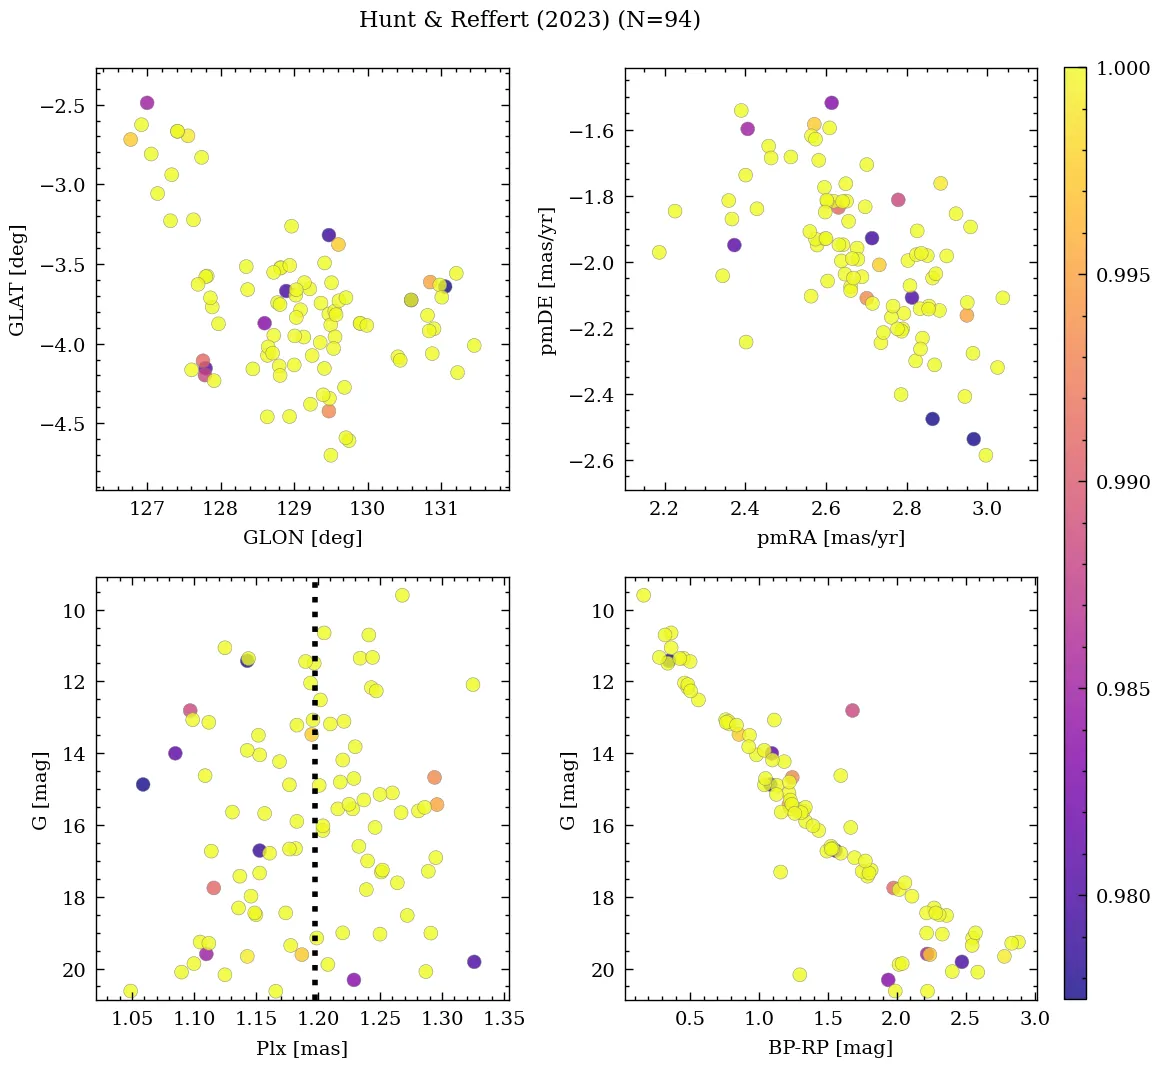 Hunt & Reffert (2023) (N=94)
−2.5
−3.0
−3.5
−4.0
−4.5
GLAT [deg]
127 128 129 130 131
GLON [deg]
−1.6
−1.8
−2.0
−2.2
−2.4
−2.6
pmDE [mas/yr]
2.2 2.4 2.6 2.8 3.0
pmRA [mas/yr]
1.000
0.995
0.990
0.985
0.980
10
12
14
16
18
20
G [mag]
1.05 1.10 1.15 1.20 1.25 1.30 1.35
Plx [mas]
10
12
14
16
18
20
G [mag]
0.5 1.0 1.5 2.0 2.5 3.0
BP-RP [mag]